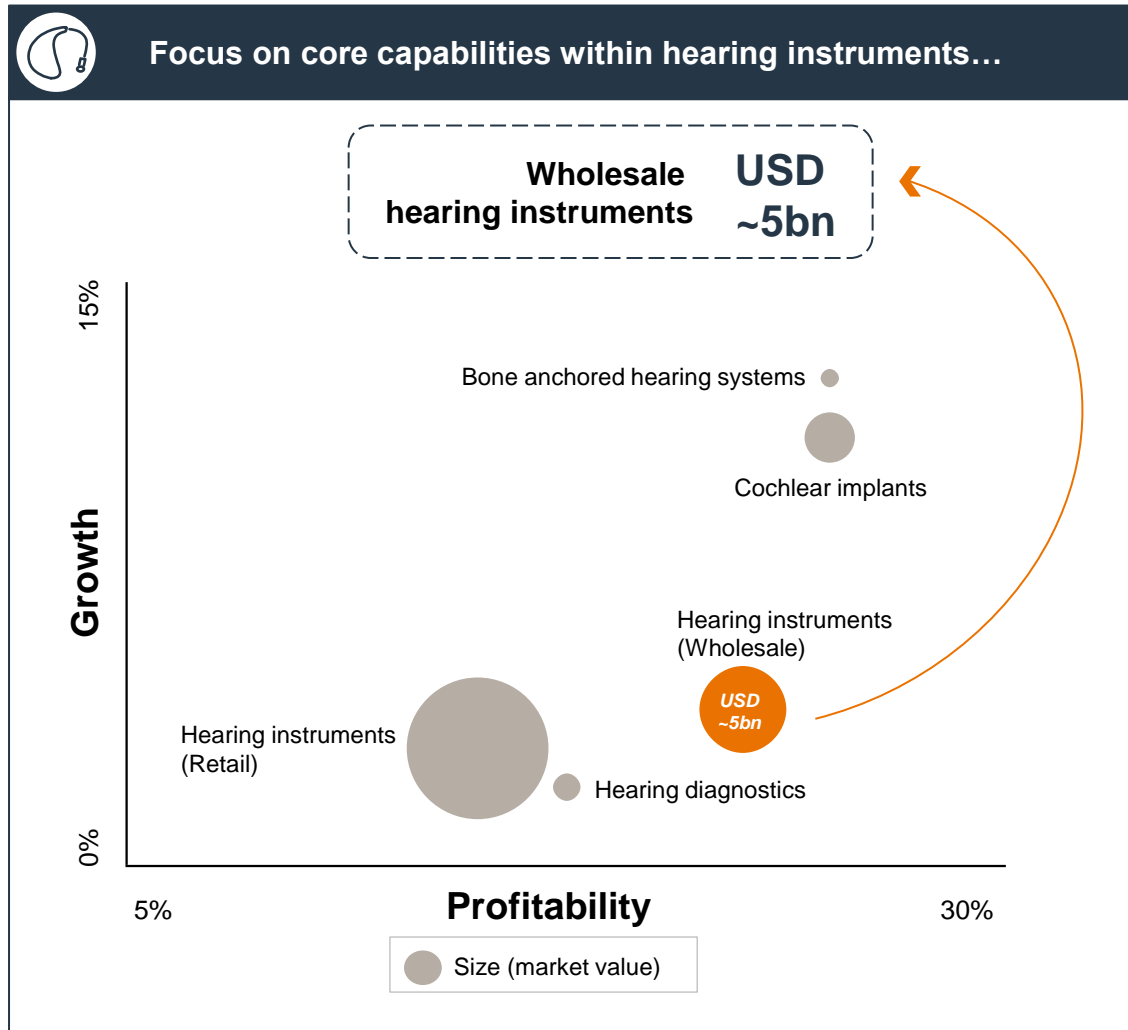 Focus on core capabilities within hearing instruments…
Wholesale
hearing instruments
USD
~5bn
15%
Bone anchored hearing systems
Cochlear implants
Growth
Hearing instruments
(Wholesale)
USD
~5bn
Hearing instruments
(Retail)
Hearing diagnostics
0%
5%
Profitability
30%
Size (market value)